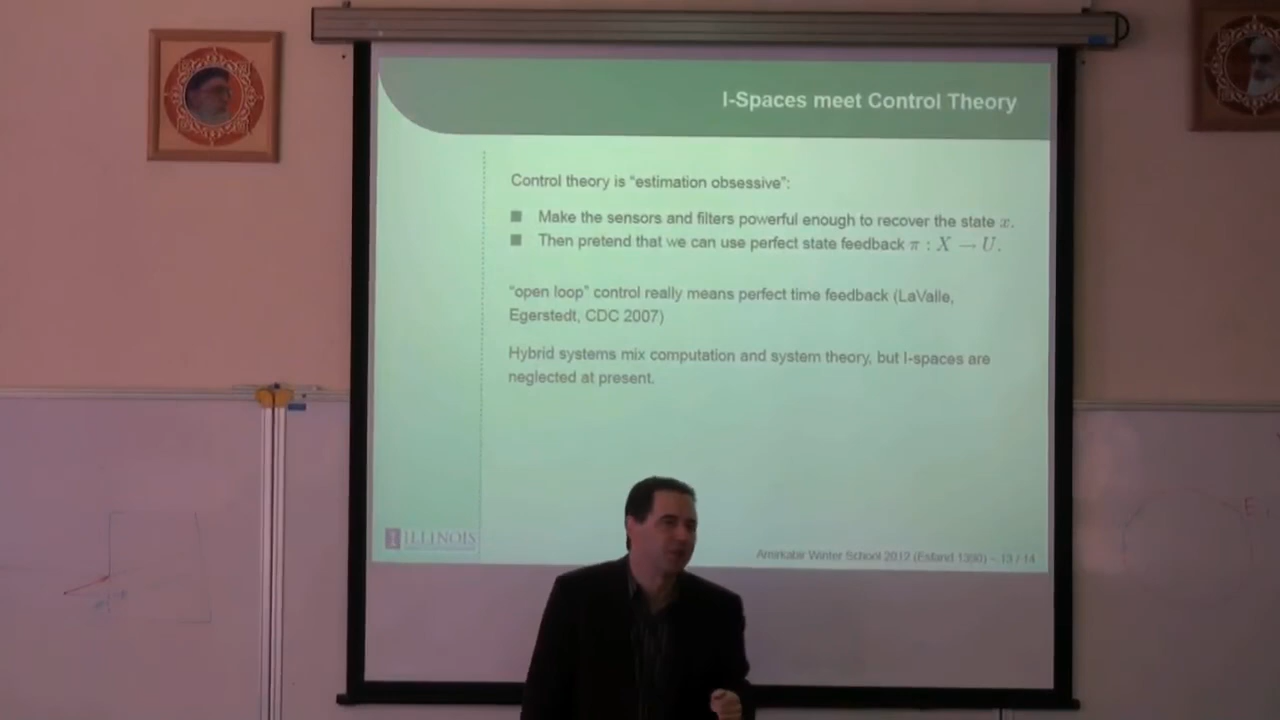 I-Spaces meet Control Theory
Control theory is “estimation obsessive”:
Make the sensors and filters powerful enough to recover the state x.
Then pretend that we can use perfect state feedback π : X → U.
“open loop” control really means perfect time feedback (LaValle,
Egerstedt, CDC 2007)
Hybrid systems mix computation and system theory, but I-spaces are
neglected at present.
I ILLINOIS
Amirkabir Winter School 2012 (Esfand 1390) – 13 / 14